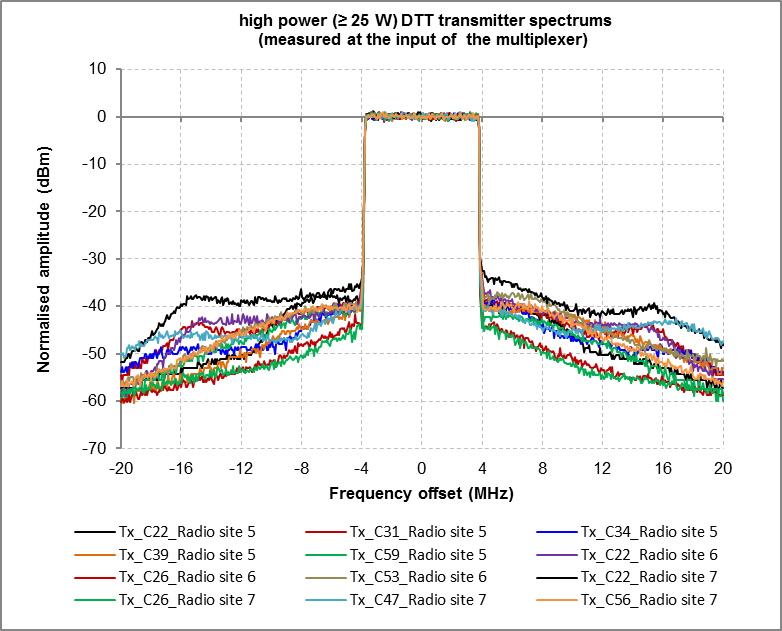 high power (≥ 25 W) DTT transmitter spectrums
(measured at the input of the multiplexer)
Normalised amplitude (dBm)
10
0
-10
-20
-30
-40
-50
-60
-70
-20 -16 -12 -8 -4 0 4 8 12 16 20
Frequency offset (MHz)
Tx_C22_Radio site 5 Tx_C31_Radio site 5 Tx_C34_Radio site 5
Tx_C39_Radio site 5 Tx_C59_Radio site 5 Tx_C22_Radio site 6
Tx_C26_Radio site 6 Tx_C53_Radio site 6 Tx_C22_Radio site 7
Tx_C26_Radio site 7 Tx_C47_Radio site 7 Tx_C56_Radio site 7